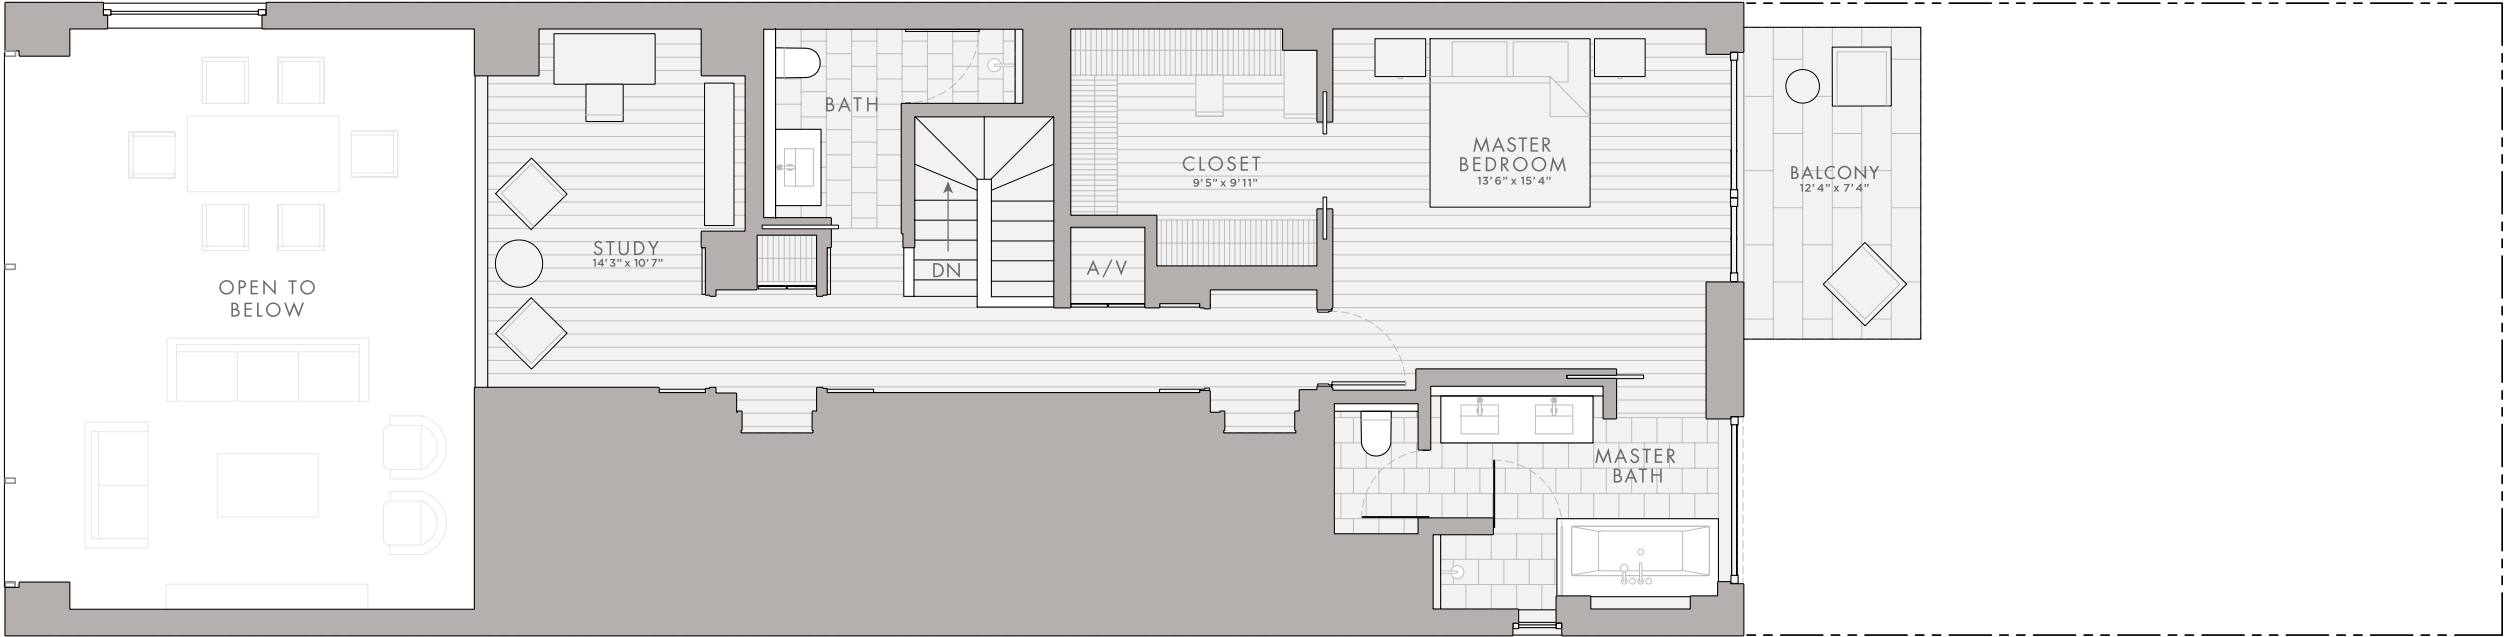 OPEN TO
BELOW
STUDY
14'3" x 10'7"
BATH
DN
A/V
CLOSET
9'5" x 9'11"
MASTER
BEDROOM
13'6" x 15'4"
BALCONY
12'4" x 7'4"
MASTER
BATH